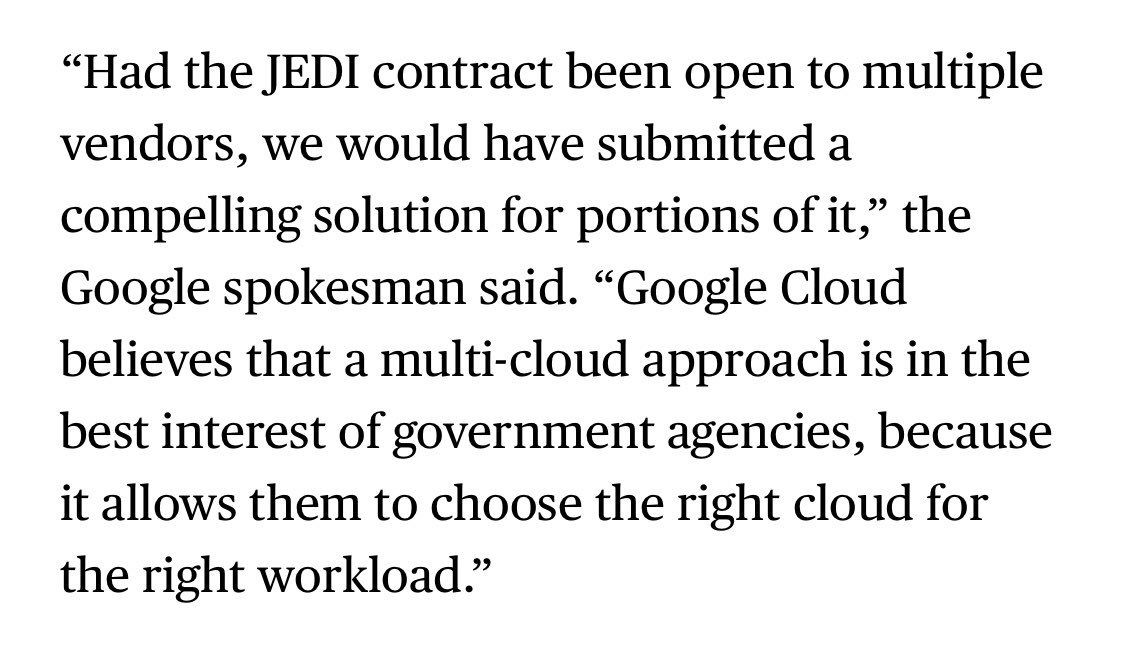 “Had the JEDI contract been open to multiple
vendors, we would have submitted a
compelling solution for portions of it,” the
Google spokesman said. “Google Cloud
believes that a multi-cloud approach is in the
best interest of government agencies, because
it allows them to choose the right cloud for
the right workload.”